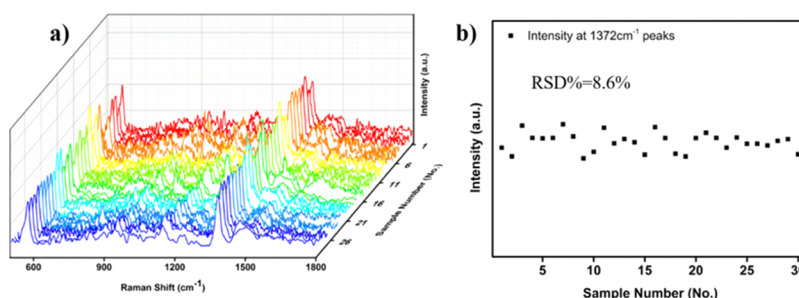 a)
Intensity (a.u.)
1
6
11
16
21
26
Sample Number (No.)
600
900
1200
1500
1800
Raman Shift (cm-1)
b)
Intensity at 1372cm-1 peaks
RSD%=8.6%
Intensity (a.u.)
5
10
15
20
25
30
Sample Number (No.)